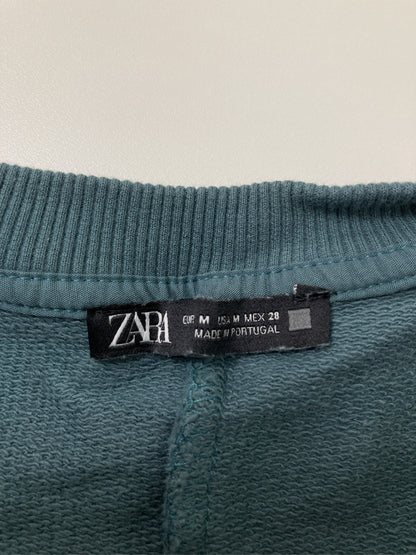 ZARA
EUR M USA M MEX 28
MADE IN PORTUGAL